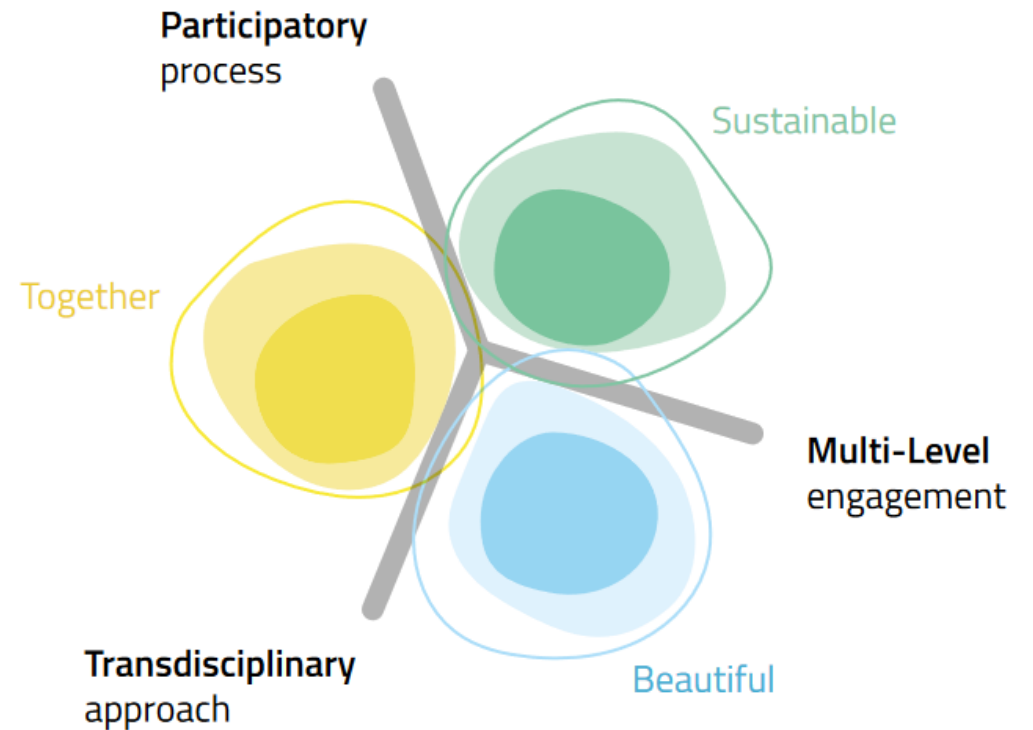 Participatory
process
Sustainable
Together
Multi-Level
engagement
Transdisciplinary
approach
Beautiful